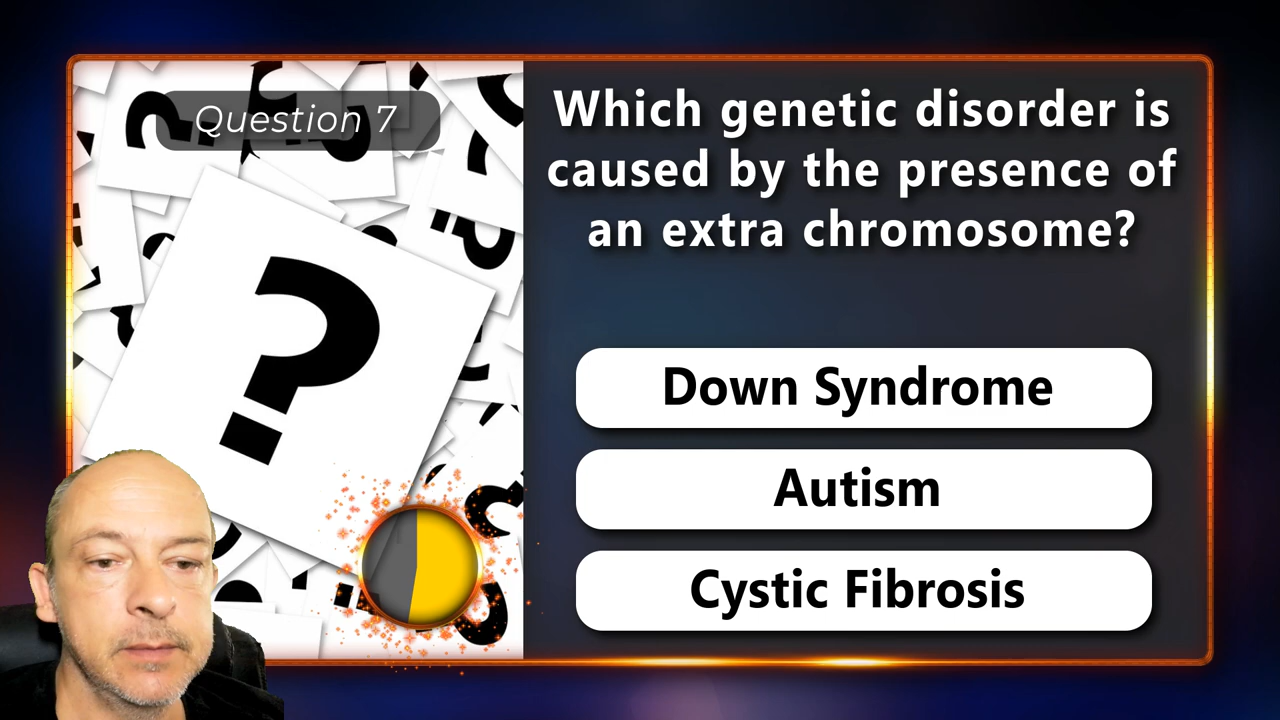 Question 7
Which genetic disorder is
caused by the presence of
an extra chromosome?
Down Syndrome
Autism
Cystic Fibrosis